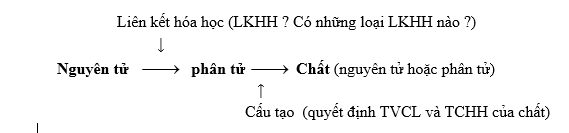 Liên kết hóa học (LKHH ? Có những loại LKHH nào ?)
↓
Nguyên tử ⟶ phân tử ⟶ Chất (nguyên tử hoặc phân tử)
↑
Cấu tạo (quyết định TVCL và TCHH của chất)